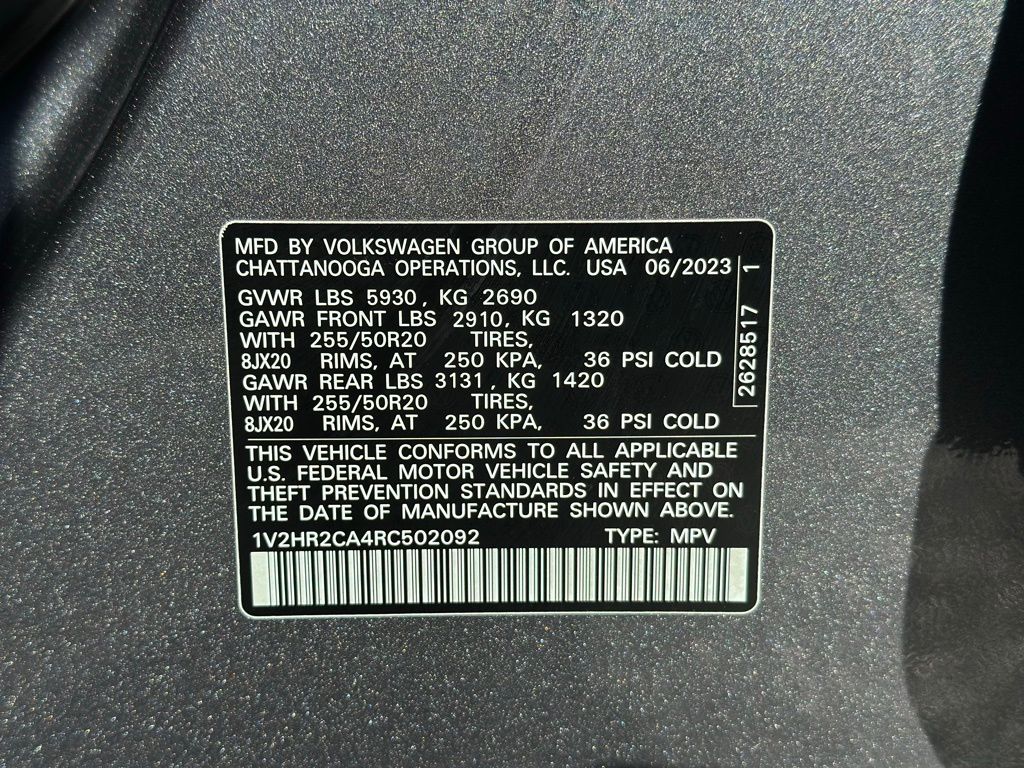 MFD BY VOLKSWAGEN GROUP OF AMERICA
CHATTANOOGA OPERATIONS, LLC. USA 06/2023
GVWR LBS 5930, KG 2690
GAWR FRONT LBS 2910, KG 1320
WITH 255/50R20 TIRES,
8JX20 RIMS, AT 250 KPA, 36 PSI COLD
GAWR REAR LBS 3131, KG 1420
WITH 255/50R20 TIRES,
8JX20 RIMS, AT 250 KPA, 36 PSI COLD
2628517 1
THIS VEHICLE CONFORMS TO ALL APPLICABLE
U.S. FEDERAL MOTOR VEHICLE SAFETY AND
THEFT PREVENTION STANDARDS IN EFFECT ON
THE DATE OF MANUFACTURE SHOWN ABOVE.
1V2HR2CA4RC502092 TYPE: MPV